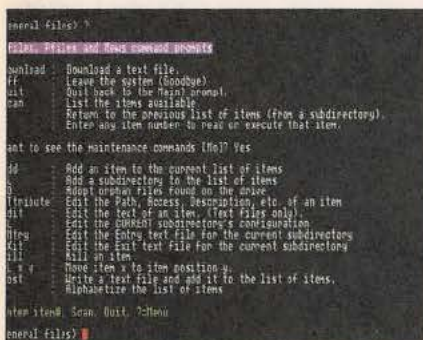 eneral files) ?
Files, Pfiles and News command prompts
ownload : Download a text file.
ff : Leave the system (Goodbye).
uit : Quit back to the (Main) prompt.
can : List the items available
Return to the previous list of items (from a subdirectory).
Enter any item number to read or execute that item.
ant to see the maintenance commands [No]? Yes
dd : Add an item to the current list of items
: Add a subdirectory to the list of items
: Adopt orphan files found on the drive
ttribute : Edit the Path, Access, Description, etc. of an item
dit : Edit the text of an item. (Text files only).
: Edit the CURRENT subdirectory's configuration
ntry : Edit the Entry text file for the current subdirectory
Xit : Edit the Exit text file for the current subdirectory
ill : Kill an item
x y : Move item x to item position y.
ost : Write a text file and add it to the list of items.
: Alphabetize the list of items
nter item#, Scan, Quit, ?=Menu
eneral files)